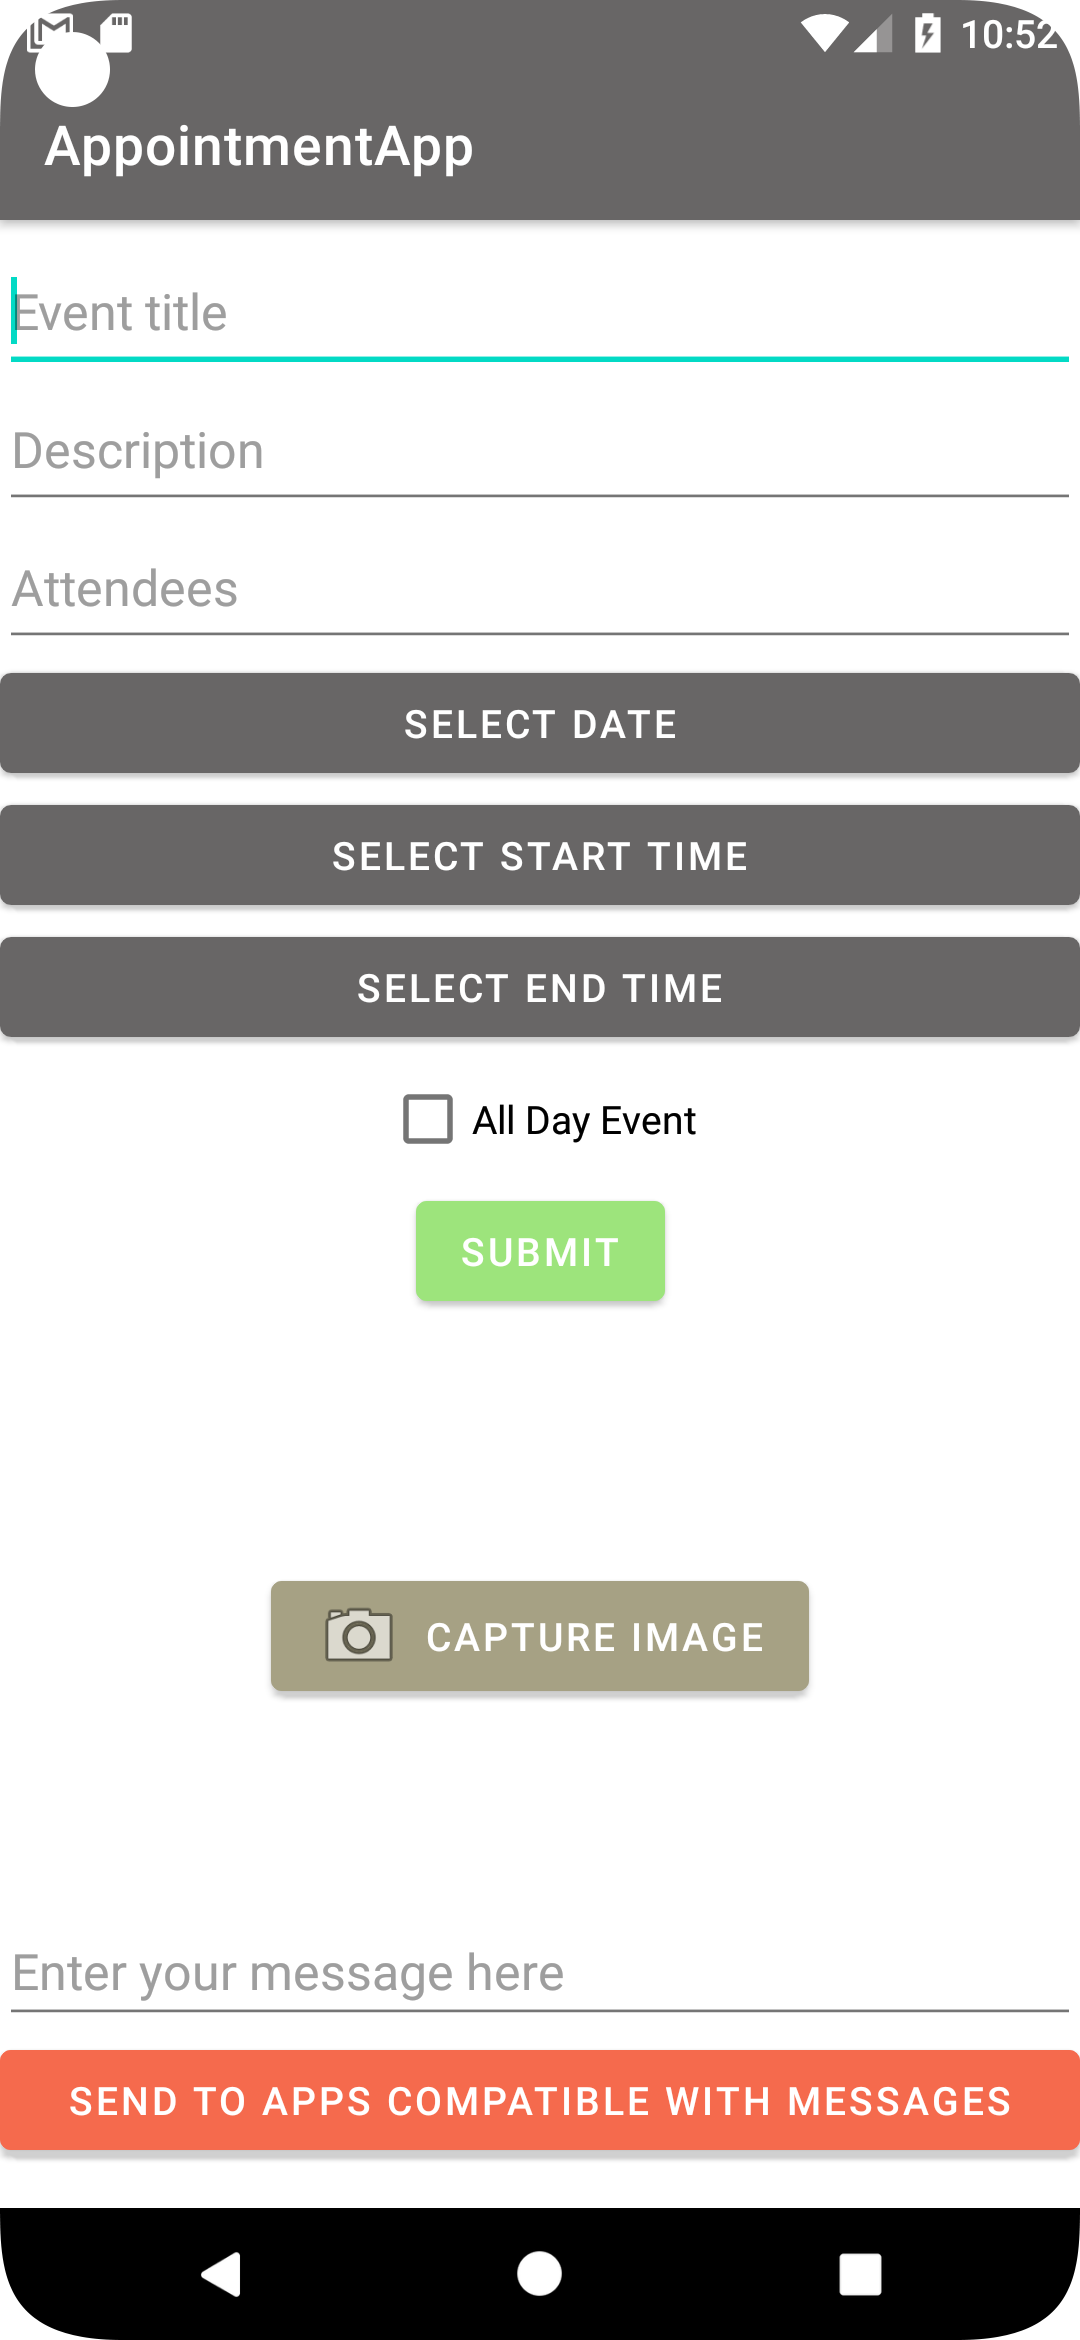 10:52
AppointmentApp
Event title
Description
Attendees
SELECT DATE
SELECT START TIME
SELECT END TIME
All Day Event
SUBMIT
CAPTURE IMAGE
Enter your message here
SEND TO APPS COMPATIBLE WITH MESSAGES